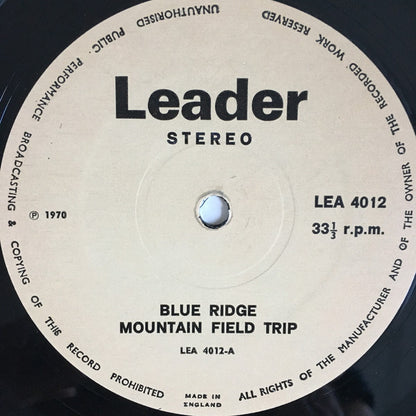 Leader
STEREO
℗ 1970
LEA 4012
33⅓ r.p.m.
BLUE RIDGE
MOUNTAIN FIELD TRIP
LEA 4012-A
MADE IN
ENGLAND
ALL RIGHTS OF THE MANUFACTURER AND OF THE OWNER OF THE RECORDED WORK RESERVED · UNAUTHORISED PUBLIC PERFORMANCE BROADCASTING & COPYING OF THIS RECORD PROHIBITED